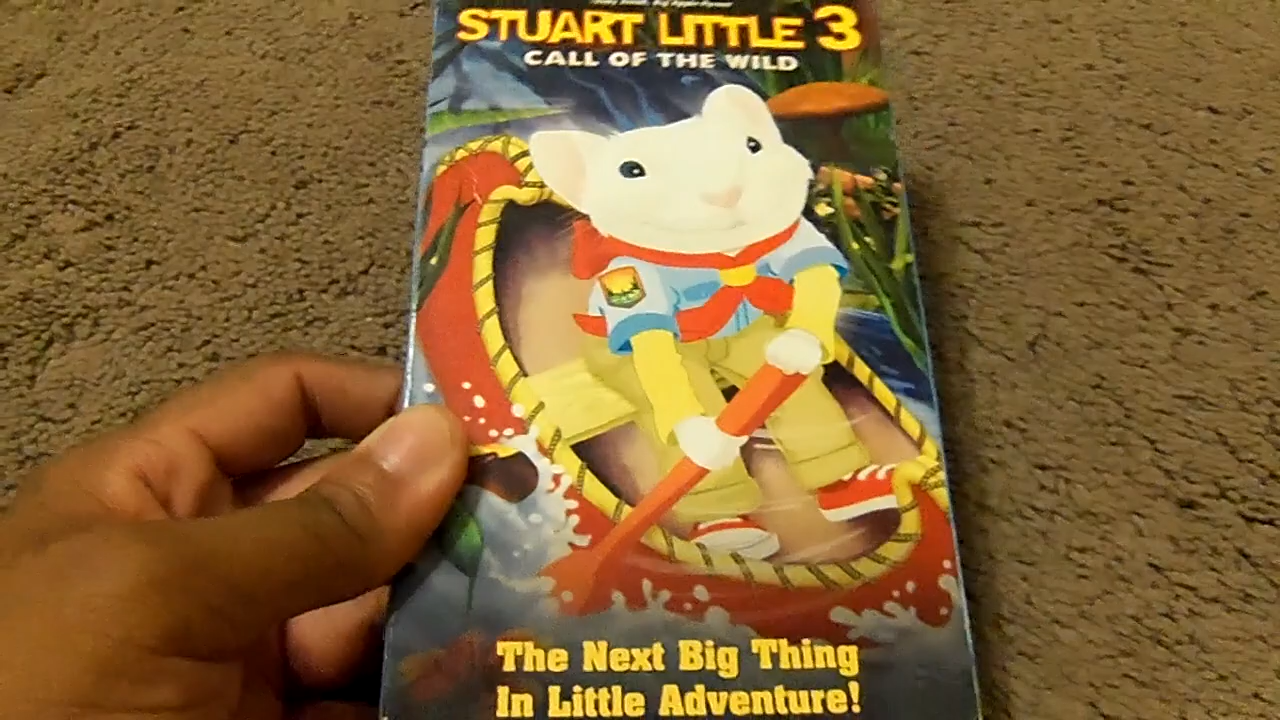 STUART LITTLE 3
CALL OF THE WILD
The Next Big Thing
In Little Adventure!